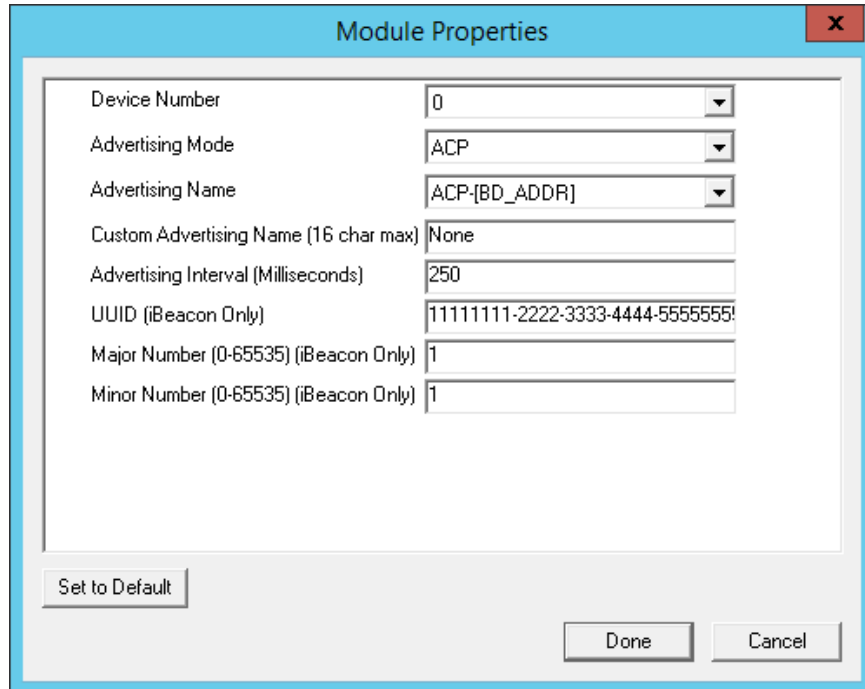 Module Properties
x
Device Number 0
Advertising Mode ACP
Advertising Name ACP-[BD_ADDR]
Custom Advertising Name (16 char max) None
Advertising Interval (Milliseconds) 250
UUID (iBeacon Only) 11111111-2222-3333-4444-5555555
Major Number (0-65535) (iBeacon Only) 1
Minor Number (0-65535) (iBeacon Only) 1
Set to Default
Done Cancel